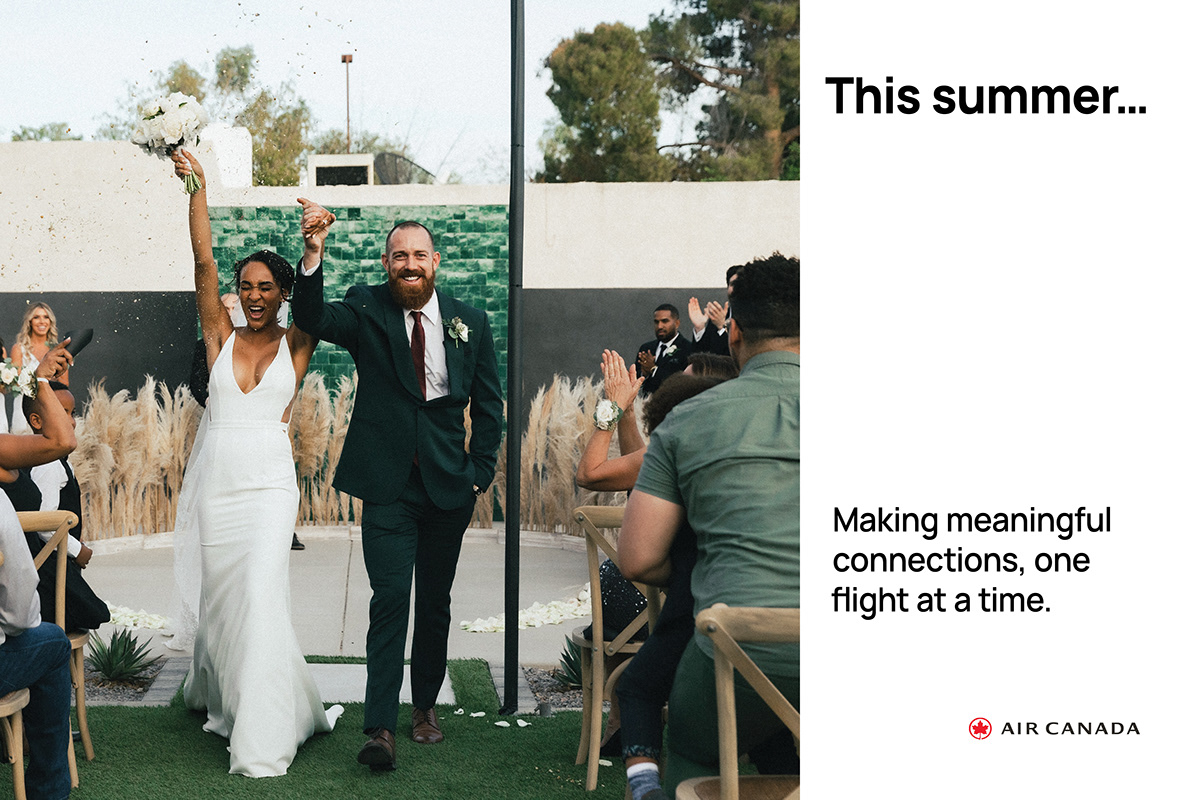 This summer...
Making meaningful
connections, one
flight at a time.
AIR CANADA